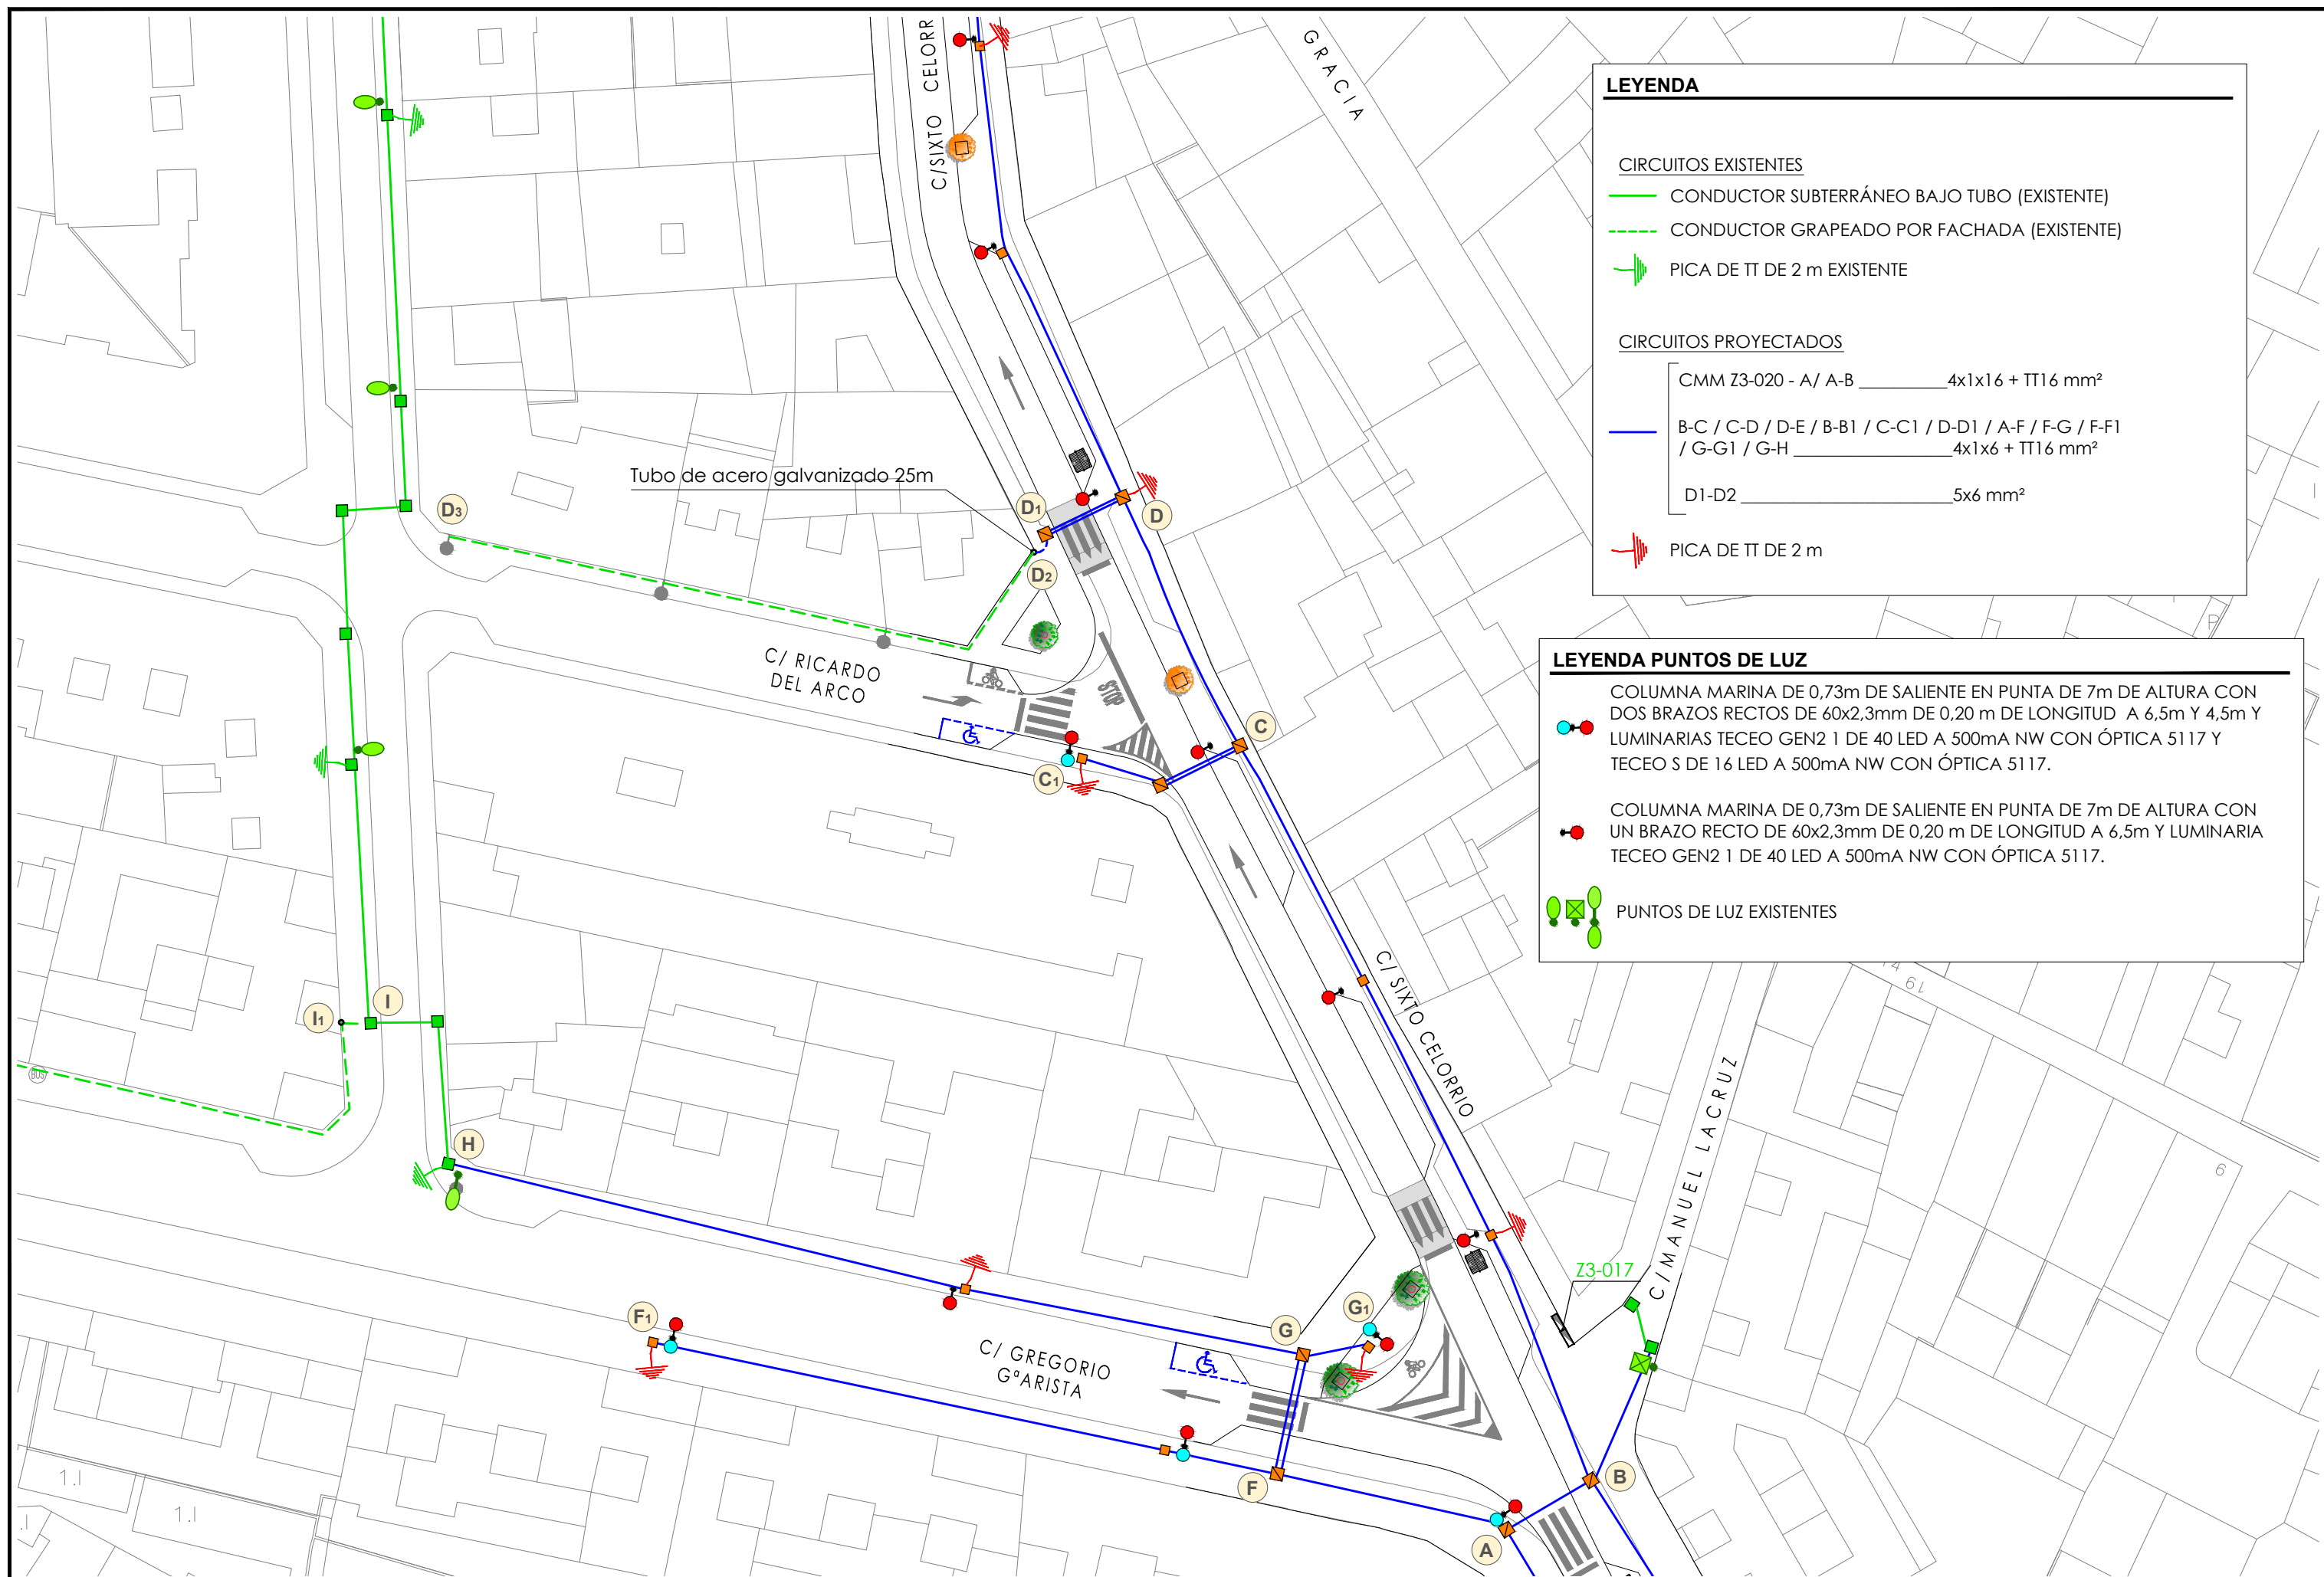 LEYENDA
CIRCUITOS EXISTENTES
CONDUCTOR SUBTERRÁNEO BAJO TUBO (EXISTENTE)
CONDUCTOR GRAPEADO POR FACHADA (EXISTENTE)
PICA DE TT DE 2 m EXISTENTE
CIRCUITOS PROYECTADOS
CMM Z3-020 - A/ A-B __________4x1x16 + TT16 mm²
B-C / C-D / D-E / B-B1 / C-C1 / D-D1 / A-F / F-G / F-F1
/ G-G1 / G-H __________________4x1x6 + TT16 mm²
D1-D2 ________________________5x6 mm²
PICA DE TT DE 2 m
LEYENDA PUNTOS DE LUZ
COLUMNA MARINA DE 0,73m DE SALIENTE EN PUNTA DE 7m DE ALTURA CON
DOS BRAZOS RECTOS DE 60x2,3mm DE 0,20 m DE LONGITUD A 6,5m Y 4,5m Y
LUMINARIAS TECEO GEN2 1 DE 40 LED A 500mA NW CON ÓPTICA 5117 Y
TECEO S DE 16 LED A 500mA NW CON ÓPTICA 5117.
COLUMNA MARINA DE 0,73m DE SALIENTE EN PUNTA DE 7m DE ALTURA CON
UN BRAZO RECTO DE 60x2,3mm DE 0,20 m DE LONGITUD A 6,5m Y LUMINARIA
TECEO GEN2 1 DE 40 LED A 500mA NW CON ÓPTICA 5117.
PUNTOS DE LUZ EXISTENTES
C/SIXTO CELORR
GRACIA
Tubo de acero galvanizado 25m
D3
D1
D
D2
C/ RICARDO
DEL ARCO
STOP
C
C1
C/ SIXTO CELORRIO
I1
I
BUS
H
C/MANUEL LACRUZ
Z3-017
F1
G1
G
C/ GREGORIO
GªARISTA
F
B
A
1.I
1.I
.I
P
19
6